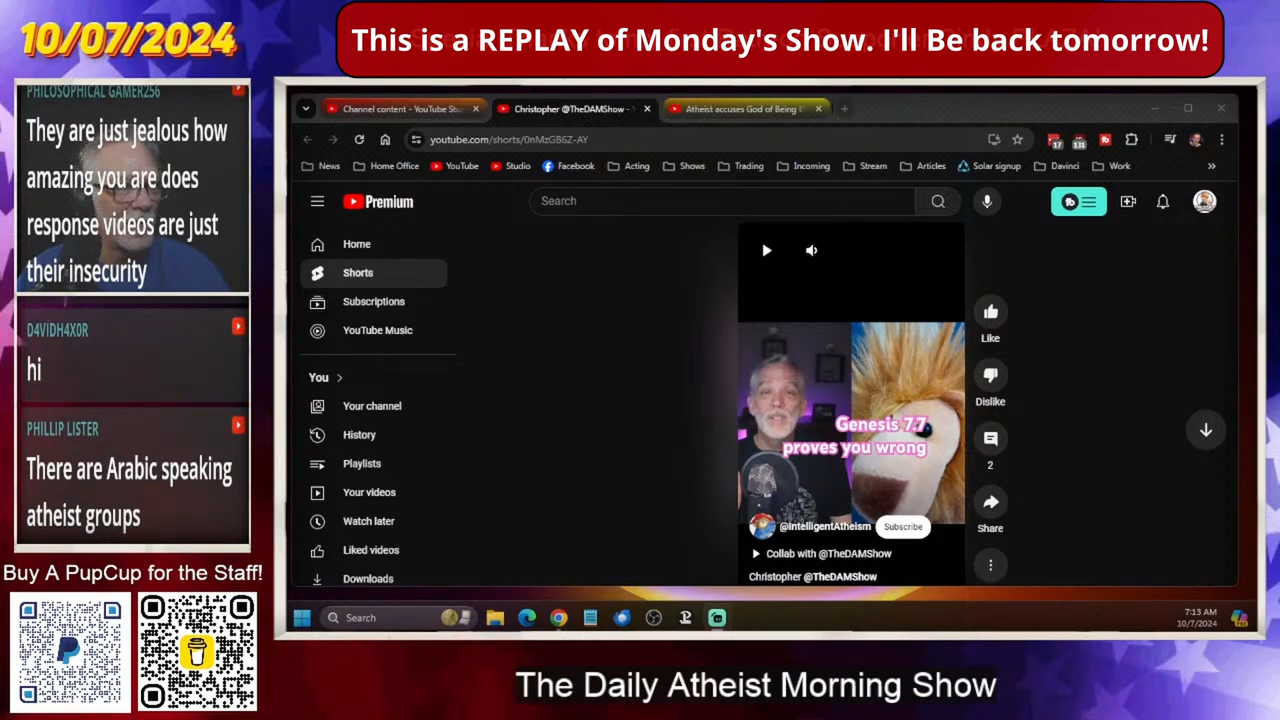 10/07/2024
This is a REPLAY of Monday's Show. I'll Be back tomorrow!
PHILOSOPHICAL GAMER256
They are just jealous how
amazing you are does
response videos are just
their insecurity
D4VIDH4X0R
hi
PHILLIP LISTER
There are Arabic speaking
atheist groups
Buy A PupCup for the Staff!
Channel content - YouTube Stu
Christopher @TheDAMShow -
Atheist accuses God of Being
youtube.com/shorts/0nMzGB6Z-AY
17
131
News
Home Office
YouTube
Studio
Facebook
Acting
Shows
Trading
Incoming
Stream
Articles
Solar signup
Davinci
Work
Premium
Search
Home
Shorts
Subscriptions
YouTube Music
You
Your channel
History
Playlists
Your videos
Watch later
Liked videos
Downloads
Genesis 7.7
proves you wrong
@IntelligentAtheism
Subscribe
Collab with @TheDAMShow
Christopher @TheDAMShow
Like
Dislike
2
Share
Search
7:13 AM
10/7/2024
The Daily Atheist Morning Show